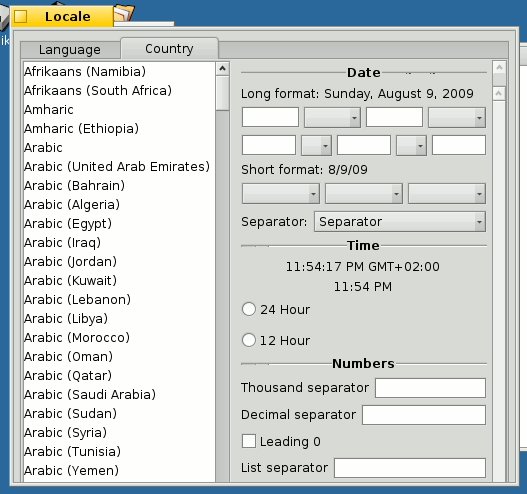 Locale
Language
Country
Afrikaans (Namibia)
Afrikaans (South Africa)
Amharic
Amharic (Ethiopia)
Arabic
Arabic (United Arab Emirates)
Arabic (Bahrain)
Arabic (Algeria)
Arabic (Egypt)
Arabic (Iraq)
Arabic (Jordan)
Arabic (Kuwait)
Arabic (Lebanon)
Arabic (Libya)
Arabic (Morocco)
Arabic (Oman)
Arabic (Qatar)
Arabic (Saudi Arabia)
Arabic (Sudan)
Arabic (Syria)
Arabic (Tunisia)
Arabic (Yemen)
Date
Long format: Sunday, August 9, 2009
Short format: 8/9/09
Separator: Separator
Time
11:54:17 PM GMT+02:00
11:54 PM
24 Hour
12 Hour
Numbers
Thousand separator
Decimal separator
Leading 0
List separator